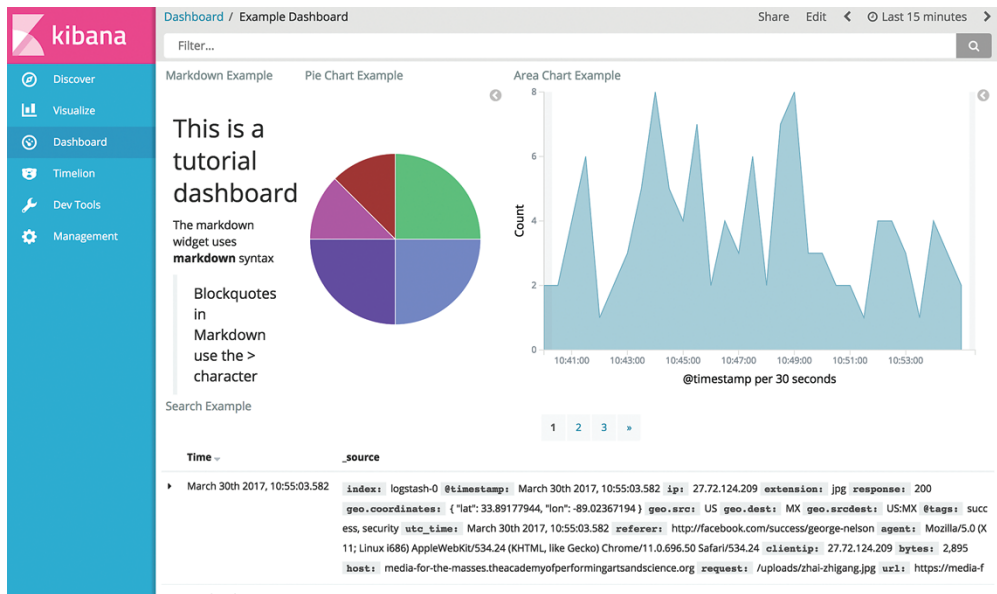 kibana
Discover
Visualize
Dashboard
Timelion
Dev Tools
Management
Dashboard / Example Dashboard
Share Edit Last 15 minutes
Filter...
Markdown Example
This is a
tutorial
dashboard
The markdown
widget uses
markdown syntax
Blockquotes
in
Markdown
use the >
character
Pie Chart Example
Area Chart Example
Count
8
6
4
2
0
10:41:00 10:43:00 10:45:00 10:47:00 10:49:00 10:51:00 10:53:00
@timestamp per 30 seconds
Search Example
1 2 3 »
Time _source
March 30th 2017, 10:55:03.582
index: logstash-0 @timestamp: March 30th 2017, 10:55:03.582 ip: 27.72.124.209 extension: jpg response: 200
geo.coordinates: { "lat": 33.89177944, "lon": -89.02367194 } geo.src: US geo.dest: MX geo.srcdest: US:MX @tags: succ
ess, security utc_time: March 30th 2017, 10:55:03.582 referer: http://facebook.com/success/george-nelson agent: Mozilla/5.0 (X
11; Linux i686) AppleWebKit/534.24 (KHTML, like Gecko) Chrome/11.0.696.50 Safari/534.24 clientip: 27.72.124.209 bytes: 2,895
host: media-for-the-masses.theacademyofperformingartsandscience.org request: /uploads/zhai-zhigang.jpg url: https://media-f